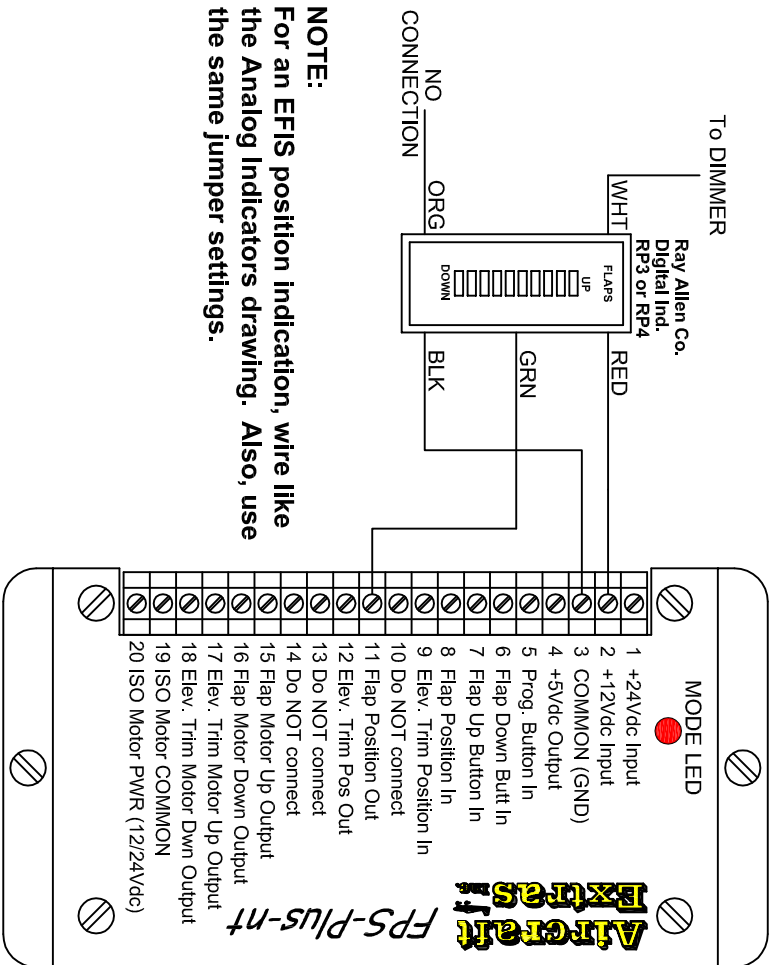 To DIMMER
WHT
Ray Allen Co.
Digital Ind.
RP3 or RP4
FLAPS
UP
DOWN
RED
GRN
BLK
ORG
NO
CONNECTION
NOTE:
For an EFIS position indication, wire like
the Analog Indicators drawing. Also, use
the same jumper settings.
MODE LED
1 +24Vdc Input
2 +12Vdc Input
3 COMMON (GND)
4 +5Vdc Output
5 Prog. Button In
6 Flap Down Butt In
7 Flap Up Button In
8 Flap Position In
9 Elev. Trim Position In
10 Do NOT connect
11 Flap Position Out
12 Elev. Trim Pos Out
13 Do NOT connect
14 Do NOT connect
15 Flap Motor Up Output
16 Flap Motor Down Output
17 Elev. Trim Motor Up Output
18 Elev. Trim Motor Dwn Output
19 ISO Motor COMMON
20 ISO Motor PWR (12/24Vdc)
Aircraft
Extras Inc
FPS-Plus-nt